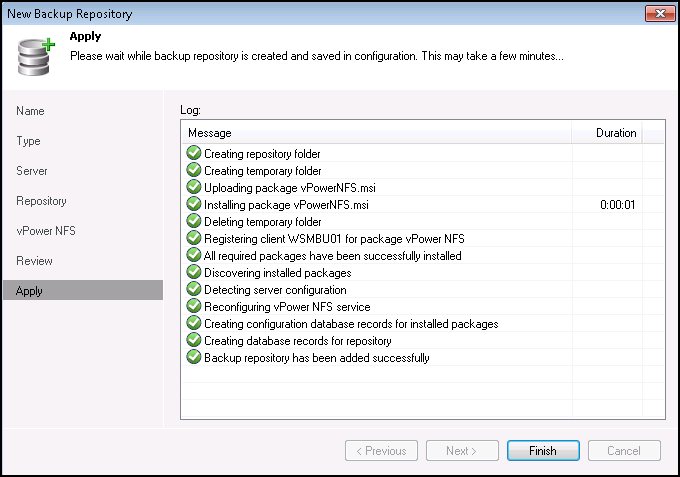 New Backup Repository
Apply
Please wait while backup repository is created and saved in configuration. This may take a few minutes...
Name
Type
Server
Repository
vPower NFS
Review
Apply
Log:
Message Duration
Creating repository folder
Creating temporary folder
Uploading package vPowerNFS.msi
Installing package vPowerNFS.msi 0:00:01
Deleting temporary folder
Registering client WSMBU01 for package vPower NFS
All required packages have been successfully installed
Discovering installed packages
Detecting server configuration
Reconfiguring vPower NFS service
Creating configuration database records for installed packages
Creating database records for repository
Backup repository has been added successfully
< Previous Next > Finish Cancel